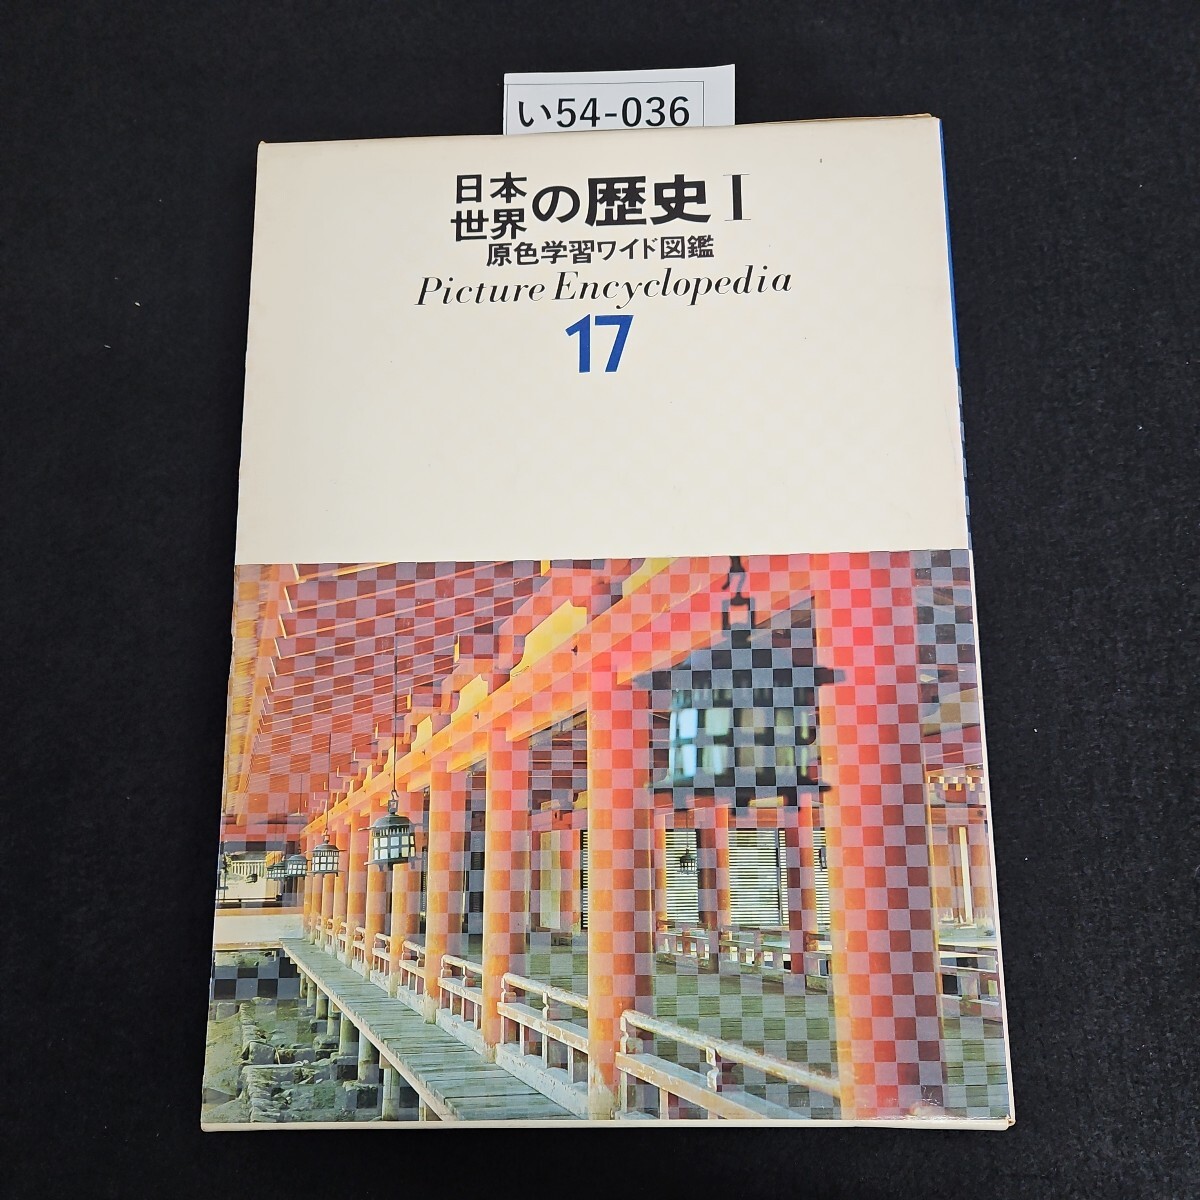 い54-036
日本
世界の歴史I
原色学習ワイド図鑑
Picture Encyclopedia
17